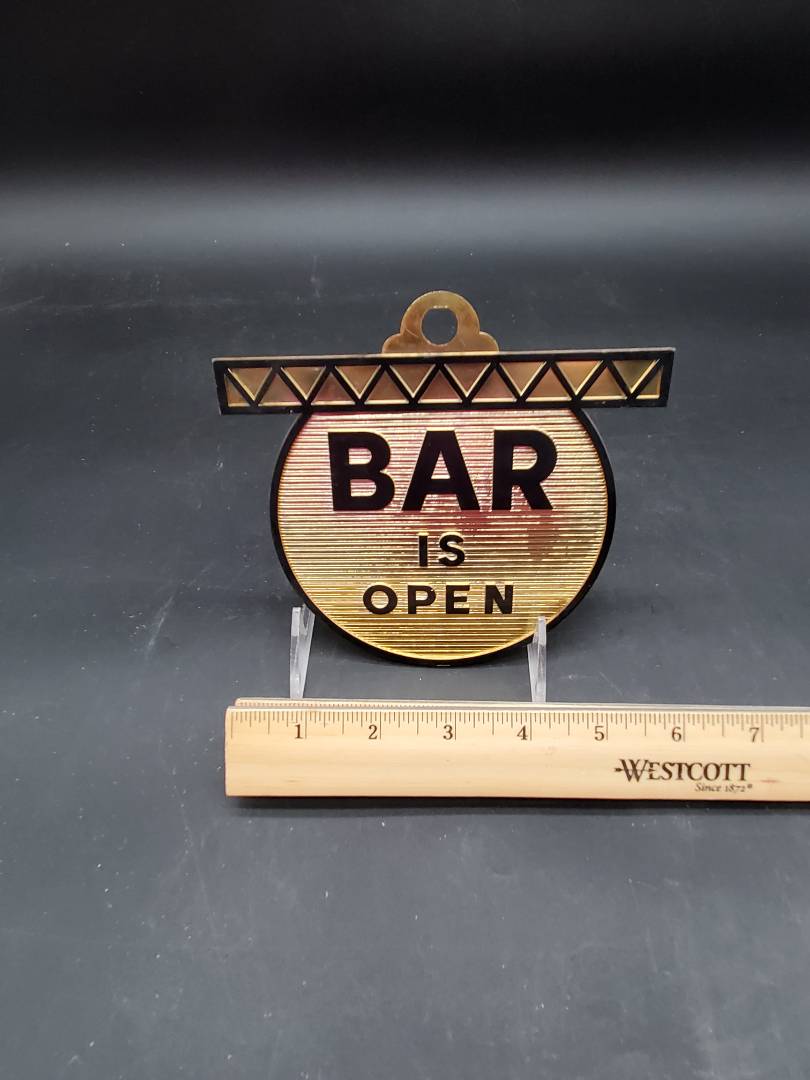 BAR
IS
OPEN
1 2 3 4 5 6 7
WESTCOTT
Since 1872®